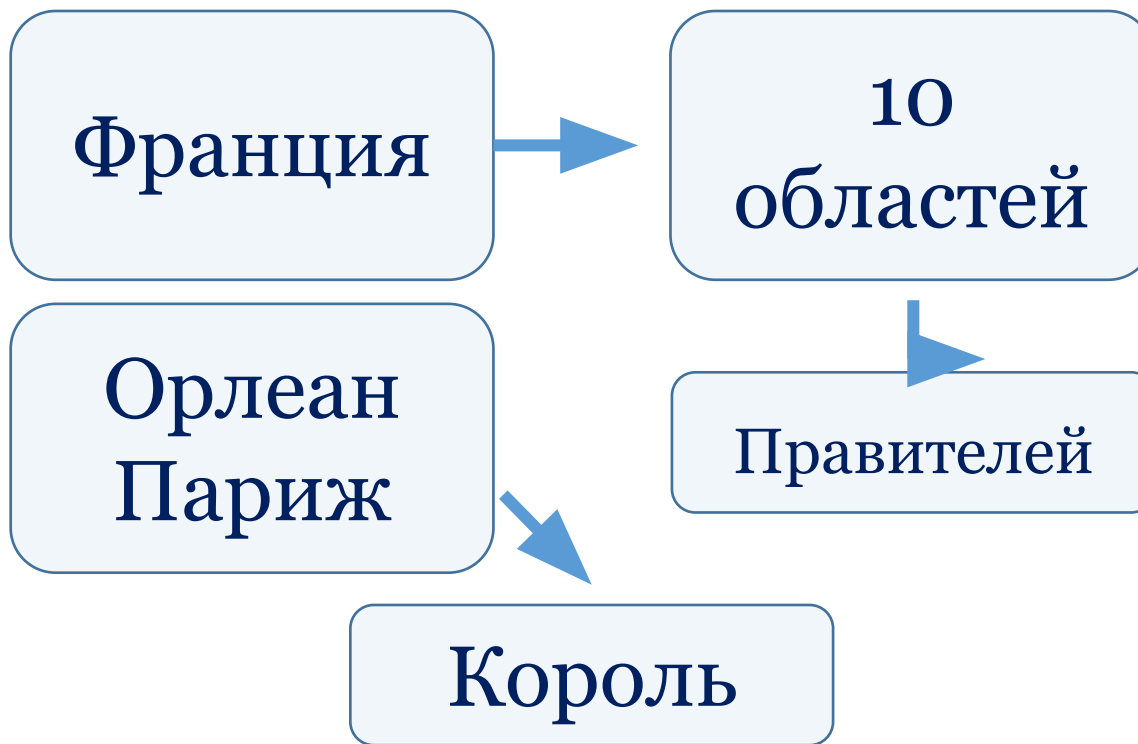 Франция
10
областей
Орлеан
Париж
Правителей
Король